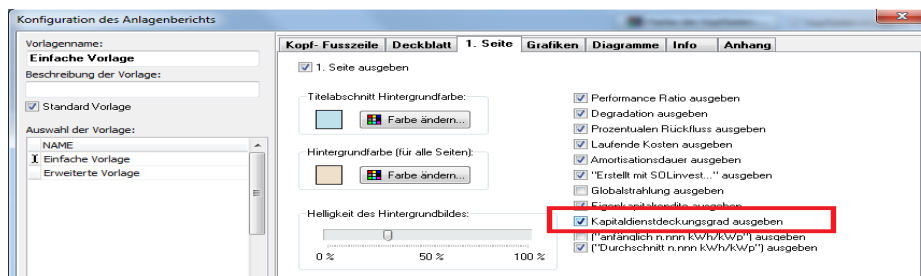 Konfiguration des Anlagenberichts
Vorlagenname:
Einfache Vorlage
Beschreibung der Vorlage:
Standard Vorlage
Auswahl der Vorlage:
NAME
Einfache Vorlage
Erweiterte Vorlage
Kopf- Fusszeile Deckblatt 1. Seite Grafiken Diagramme Info Anhang
1. Seite ausgeben
Titelabschnitt Hintergrundfarbe:
Farbe ändern...
Hintergrundfarbe (für alle Seiten):
Farbe ändern...
Helligkeit des Hintergrundbildes:
0 % 50 % 100 %
Performance Ratio ausgeben
Degradation ausgeben
Prozentualen Rückfluss ausgeben
Laufende Kosten ausgeben
Amortisationsdauer ausgeben
"Erstellt mit SOLinvest..." ausgeben
Globalstrahlung ausgeben
Eigenkapitalrendite ausgeben
Kapitaldienstdeckungsgrad ausgeben
("anfänglich n.nnn kWh/kWp") ausgeben
("Durchschnitt n.nnn kWh/kWp") ausgeben